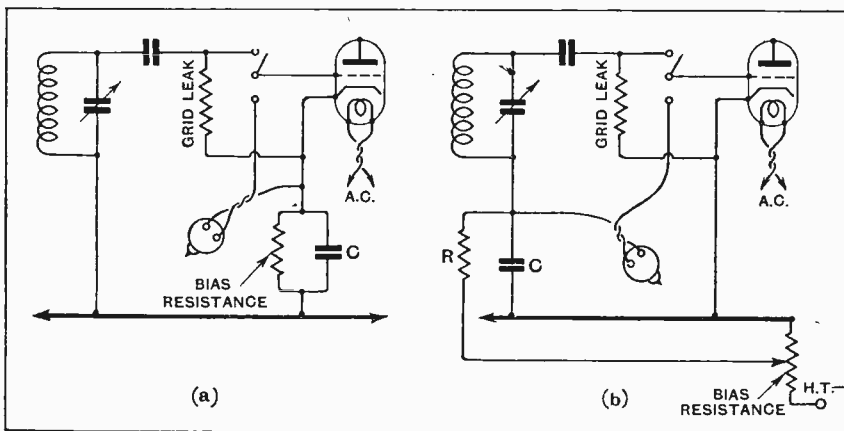 GRID LEAK
A.C.
C
BIAS
RESISTANCE
(a)
GRID LEAK
A.C.
R
C
BIAS
RESISTANCE
H.T.—
(b)